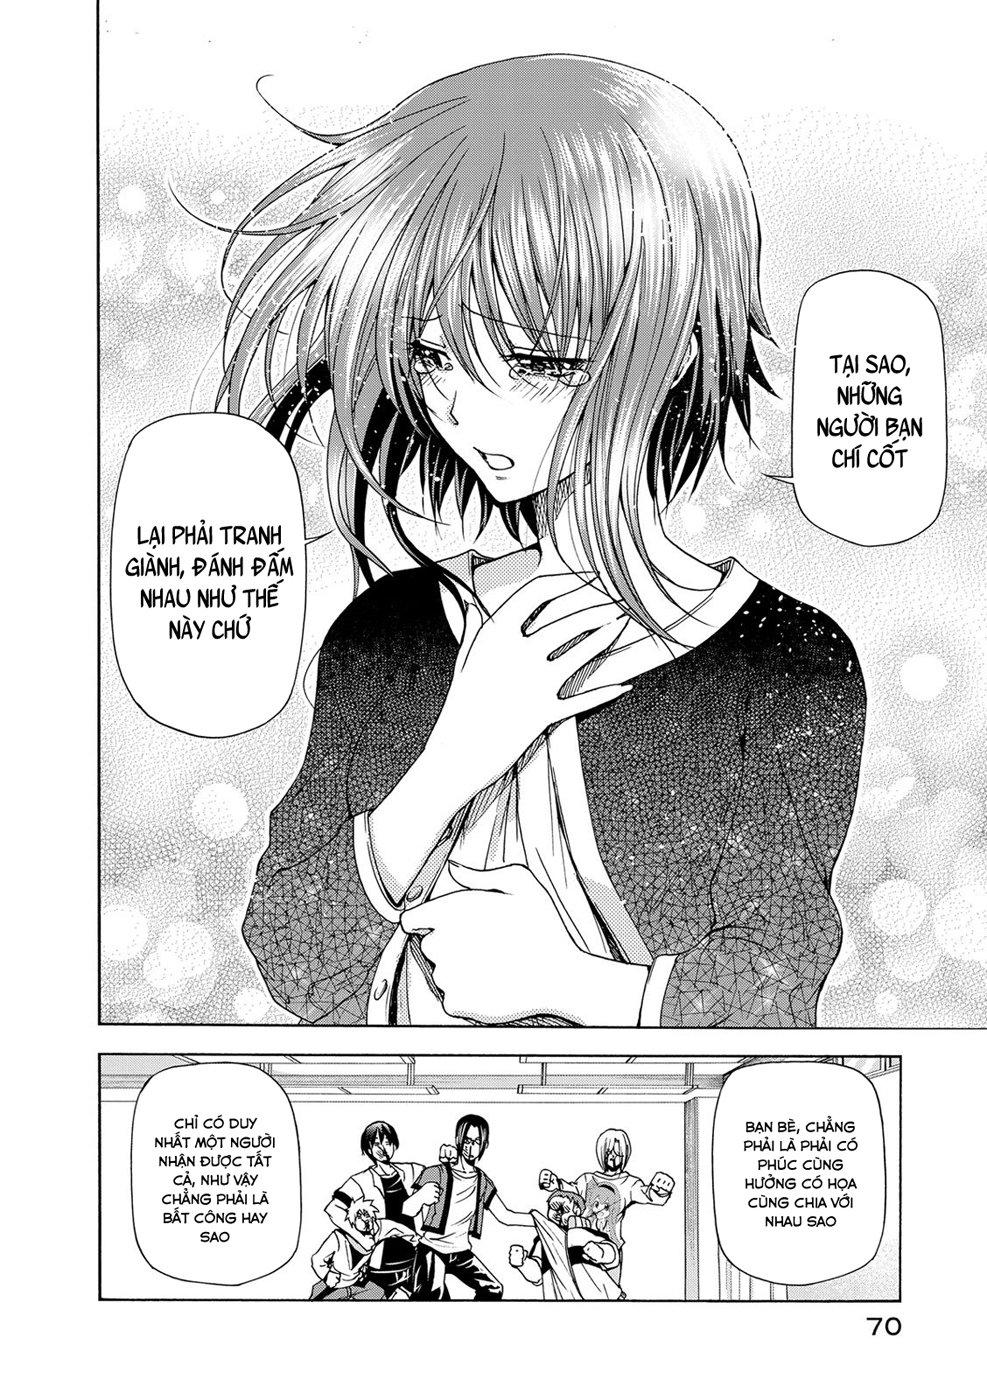 TẠI SAO,
NHỮNG
NGƯỜI BẠN
CHÍ CỐT
LẠI PHẢI TRANH
GIÀNH, ĐÁNH ĐẤM
NHAU NHƯ THẾ
NÀY CHỨ
BẠN BÈ, CHẲNG
PHẢI LÀ PHẢI CÓ
PHÚC CÙNG
HƯỞNG CÓ HỌA
CÙNG CHIA VỚI
NHAU SAO
CHỈ CÓ DUY
NHẤT MỘT NGƯỜI
NHẬN ĐƯỢC TẤT
CẢ, NHƯ VẬY
CHẲNG PHẢI LÀ
BẤT CÔNG HAY
SAO
70